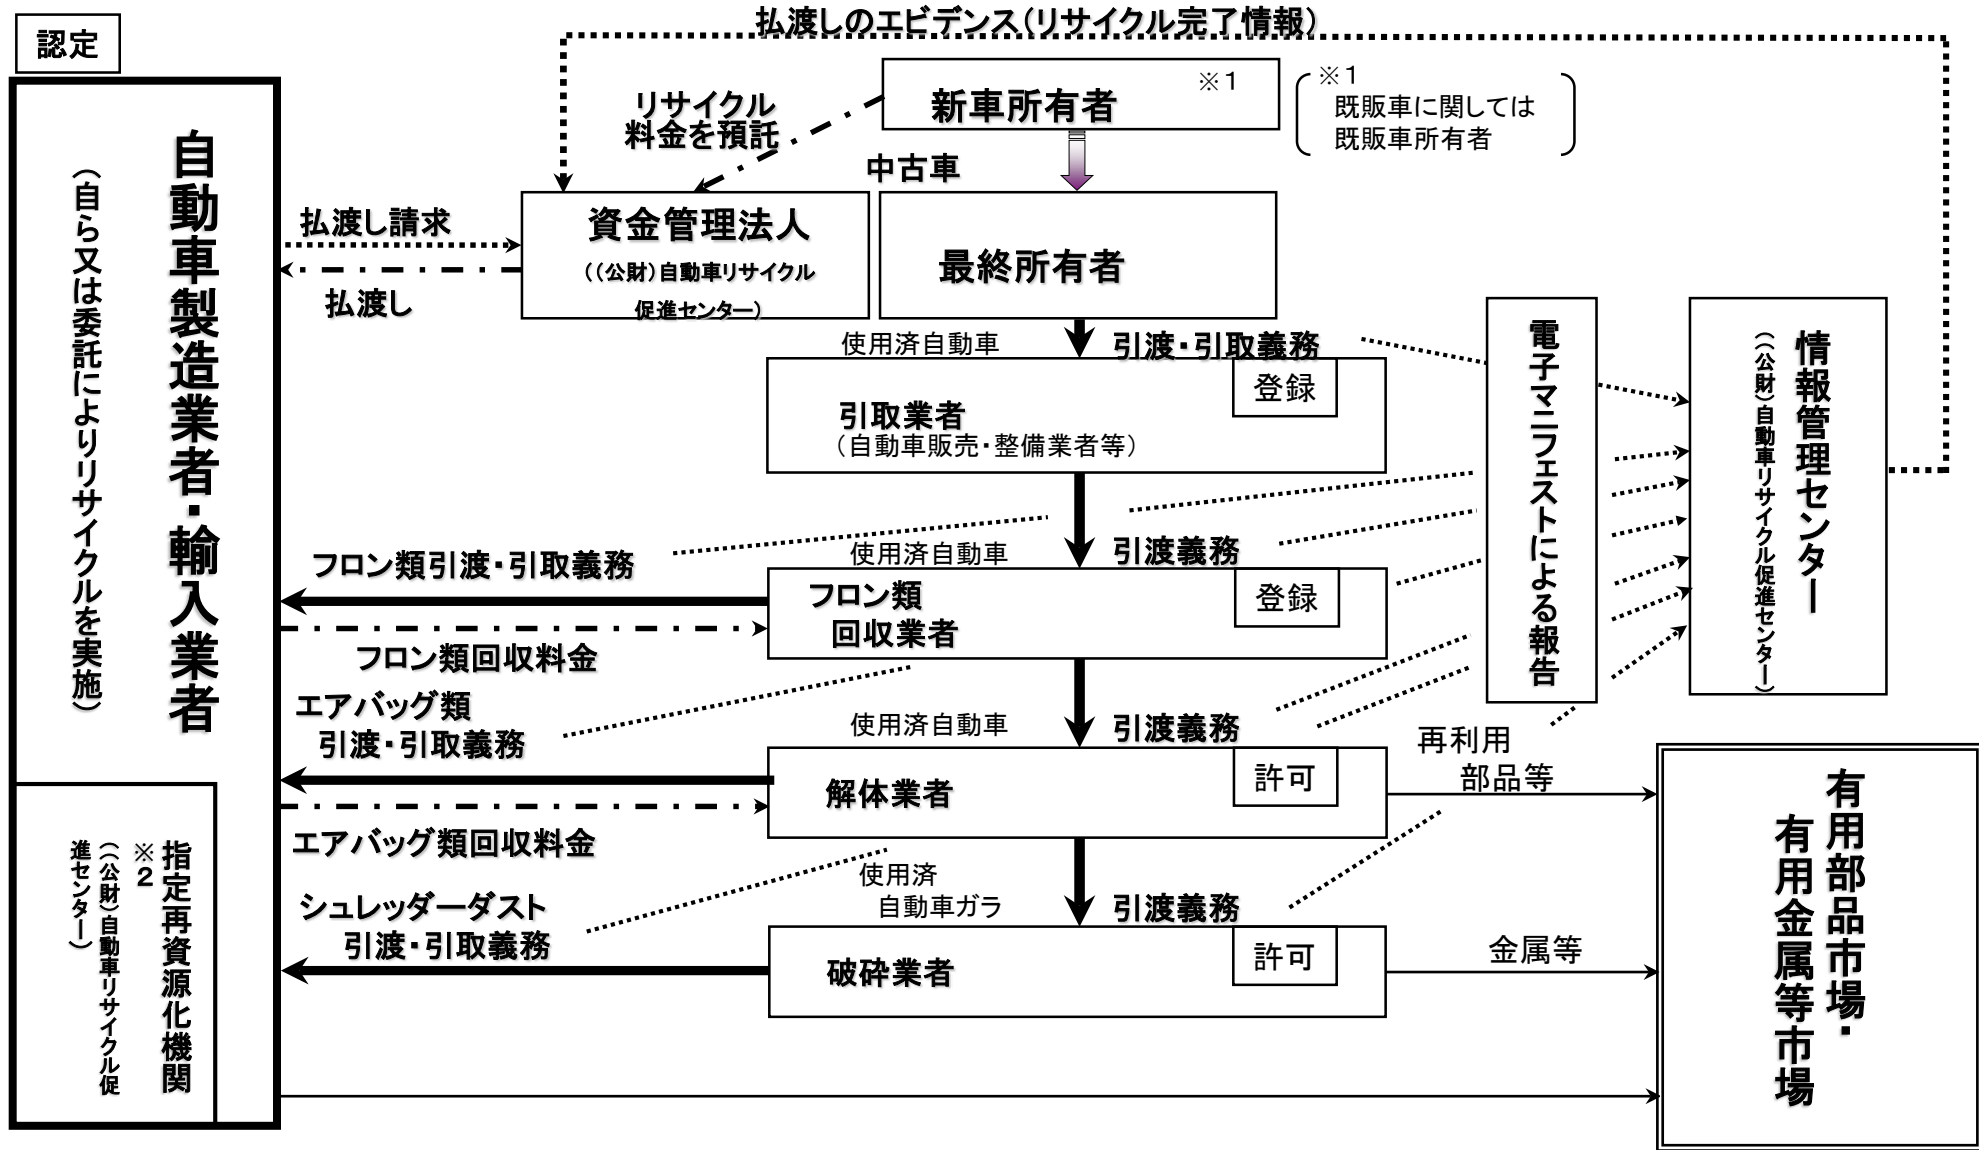 払渡しのエビデンス(リサイクル完了情報)
認定
自動車製造業者・輸入業者
（自ら又は委託によりリサイクルを実施）
指定再資源化機関
※２
（(公財)自動車リサイクル促
進センター）
新車所有者
※１
※１
既販車に関しては
既販車所有者
リサイクル
料金を預託
中古車
払渡し請求
払渡し
資金管理法人
（(公財)自動車リサイクル
促進センター）
最終所有者
使用済自動車
引渡・引取義務
引取業者
（自動車販売・整備業者等）
登録
使用済自動車
引渡義務
フロン類引渡・引取義務
フロン類
回収業者
登録
フロン類回収料金
エアバッグ類
引渡・引取義務
使用済自動車
引渡義務
解体業者
許可
エアバッグ類回収料金
使用済
自動車ガラ
引渡義務
シュレッダーダスト
引渡・引取義務
破砕業者
許可
電子マニフェストによる報告
情報管理センター
（(公財)自動車リサイクル促進センター）
再利用
部品等
金属等
有用部品市場・
有用金属等市場